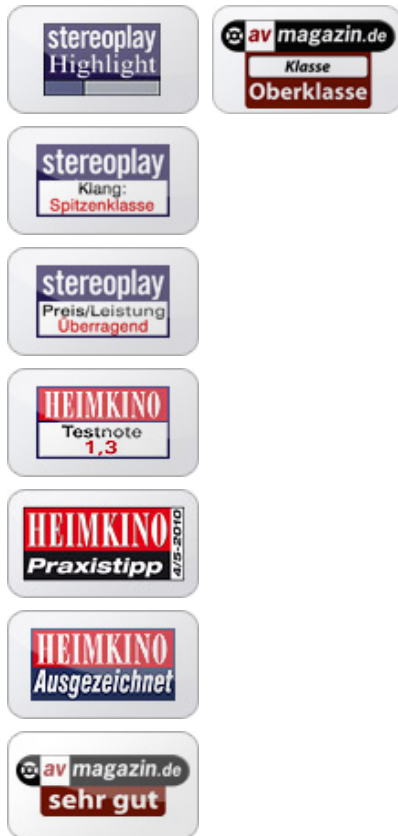 stereoplay
Highlight
av magazin.de
Klasse
Oberklasse
stereoplay
Klang:
Spitzenklasse
stereoplay
Preis/Leistung
Überragend
HEIMKINO
Testnote
1,3
HEIMKINO
Praxistipp
4/5-2010
HEIMKINO
Ausgezeichnet
av magazin.de
sehr gut